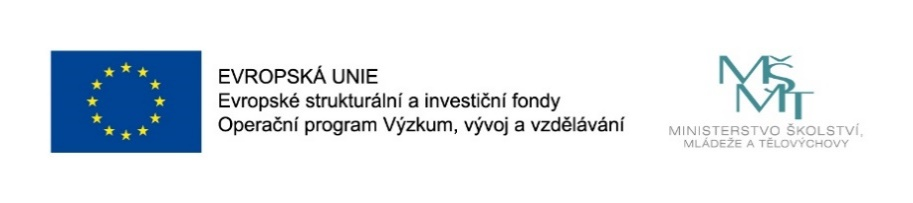 EVROPSKÁ UNIE
Evropské strukturální a investiční fondy
Operační program Výzkum, vývoj a vzdělávání
MŠMT
MINISTERSTVO ŠKOLSTVÍ,
MLÁDEŽE A TĚLOVÝCHOVY